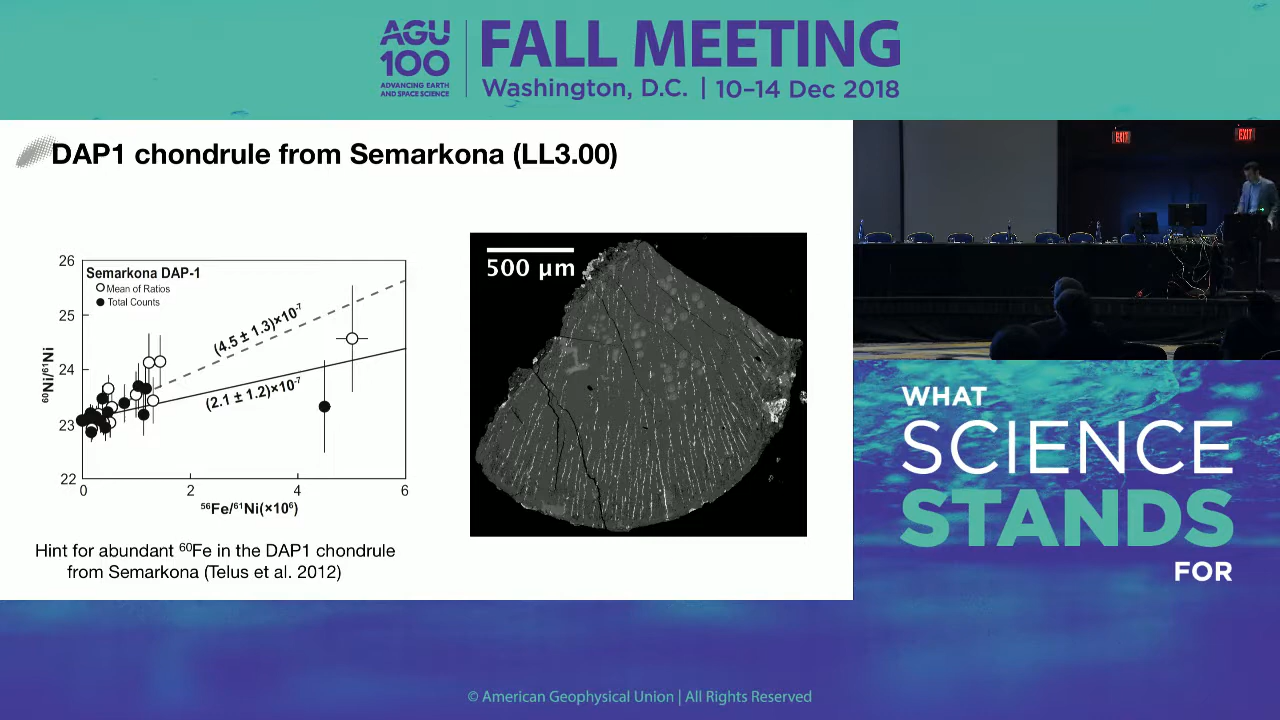 AGU
100
ADVANCING EARTH
AND SPACE SCIENCE
FALL MEETING
Washington, D.C. | 10–14 Dec 2018
DAP1 chondrule from Semarkona (LL3.00)
26
25
24
23
22
⁶⁰Ni/⁶¹Ni
Semarkona DAP-1
Mean of Ratios
Total Counts
(4.5 ± 1.3)×10⁻⁷
(2.1 ± 1.2)×10⁻⁷
0 2 4 6
⁵⁶Fe/⁶¹Ni(×10⁶)
Hint for abundant ⁶⁰Fe in the DAP1 chondrule
from Semarkona (Telus et al. 2012)
500 μm
EXIT EXIT
WHAT
SCIENCE
STANDS
FOR
© American Geophysical Union | All Rights Reserved